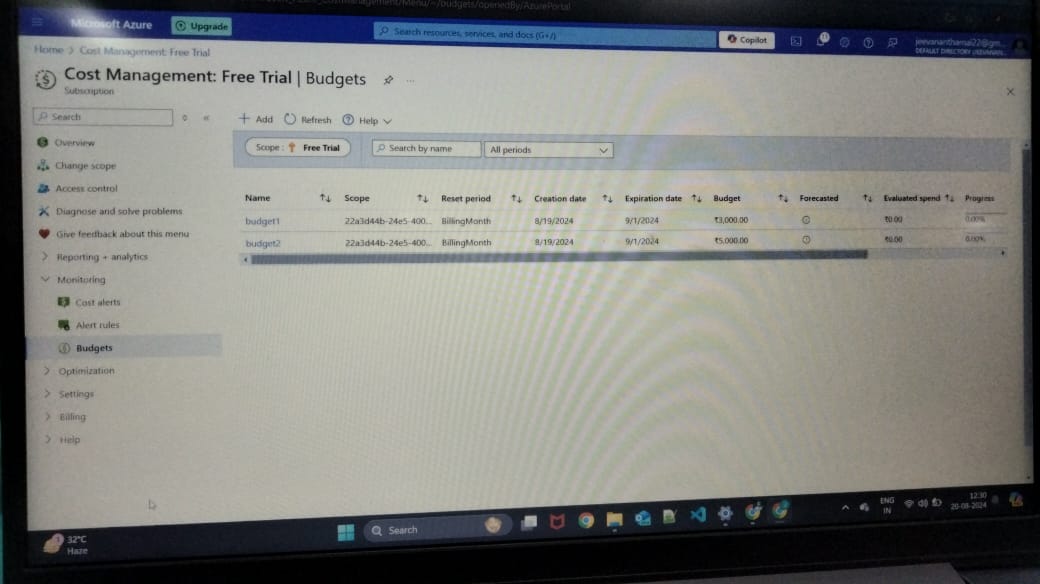 CostManagement/Menu/~/budgets/openedBy/AzurePortal
Microsoft Azure
Upgrade
Search resources, services, and docs (G+/)
Copilot
11
DEFAULT DIRECTORY
Home > Cost Management: Free Trial
Cost Management: Free Trial | Budgets
Subscription
Search
Add Refresh Help
Overview
Change scope
Access control
Diagnose and solve problems
Give feedback about this menu
Reporting + analytics
Monitoring
Cost alerts
Alert rules
Budgets
Optimization
Settings
Billing
Help
Scope : Free Trial
Search by name
All periods
Name Scope Reset period Creation date Expiration date Budget Forecasted Evaluated spend Progress
budget1 22a3d44b-24e5-400... BillingMonth 8/19/2024 9/1/2024 ₹3,000.00 ₹0.00 0.00%
budget2 22a3d44b-24e5-400... BillingMonth 8/19/2024 9/1/2024 ₹5,000.00 ₹0.00 0.00%
32°C
Haze
Search
ENG
IN
12:30
20-08-2024